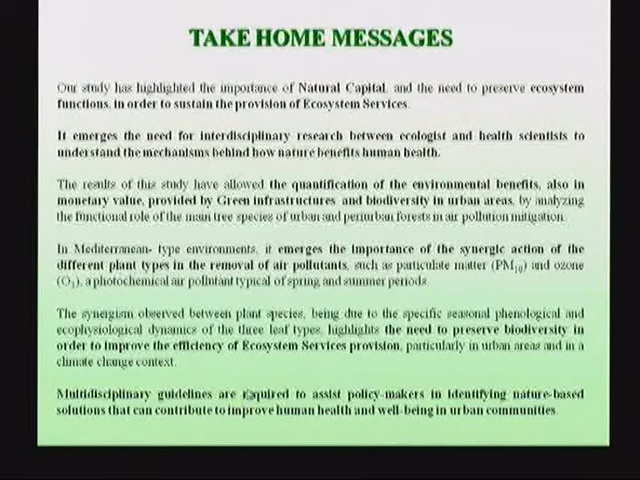 TAKE HOME MESSAGES
Our study has highlighted the importance of Natural Capital, and the need to preserve ecosystem
functions, in order to sustain the provision of Ecosystem Services.
It emerges the need for interdisciplinary research between ecologist and health scientists to
understand the mechanisms behind how nature benefits human health.
The results of this study have allowed the quantification of the environmental benefits, also in
monetary value, provided by Green infrastructures and biodiversity in urban areas, by analyzing
the functional role of the main tree species of urban and periurban forests in air pollution mitigation.
In Mediterranean- type environments, it emerges the importance of the synergic action of the
different plant types in the removal of air pollutants, such as particulate matter (PM10) and ozone
(O3), a photochemical air pollutant typical of spring and summer periods.
The synergism observed between plant species, being due to the specific seasonal phenological and
ecophysiological dynamics of the three leaf types, highlights the need to preserve biodiversity in
order to improve the efficiency of Ecosystem Services provision, particularly in urban areas and in a
climate change context.
Multidisciplinary guidelines are required to assist policy-makers in identifying nature-based
solutions that can contribute to improve human health and well-being in urban communities.